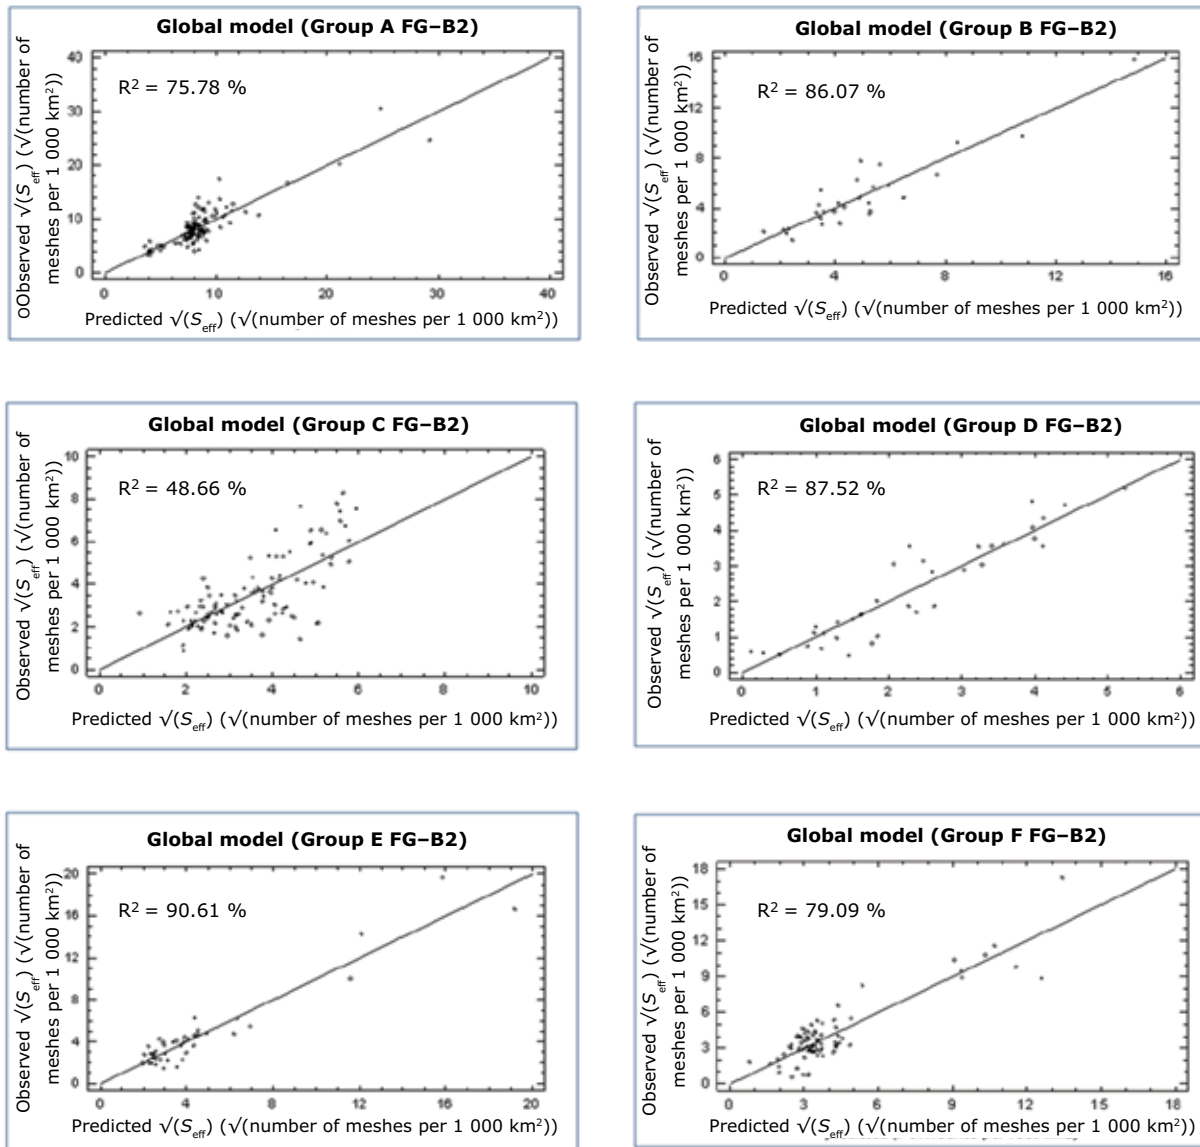 Global model (Group A FG–B2)
OObserved √(Seff) (√(number of
meshes per 1 000 km²))
R² = 75.78 %
40
30
20
10
0
0 10 20 30 40
Predicted √(Seff) (√(number of meshes per 1 000 km²))
Global model (Group B FG–B2)
Observed √(Seff) (√(number of
meshes per 1 000 km²))
R² = 86.07 %
16
12
8
4
0
0 4 8 12 16
Predicted √(Seff) (√(number of meshes per 1 000 km²))
Global model (Group C FG–B2)
Observed √(Seff) (√(number of
meshes per 1 000 km²))
R² = 48.66 %
10
8
6
4
2
0
0 2 4 6 8 10
Predicted √(Seff) (√(number of meshes per 1 000 km²))
Global model (Group D FG–B2)
Observed √(Seff) (√(number of
meshes per 1 000 km²))
R² = 87.52 %
6
5
4
3
2
1
0
0 1 2 3 4 5 6
Predicted √(Seff) (√(number of meshes per 1 000 km²))
Global model (Group E FG–B2)
Observed √(Seff) (√(number of
meshes per 1 000 km²))
R² = 90.61 %
20
16
12
8
4
0
0 4 8 12 16 20
Predicted √(Seff) (√(number of meshes per 1 000 km²))
Global model (Group F FG–B2)
Observed √(Seff) (√(number of
meshes per 1 000 km²))
R² = 79.09 %
18
15
12
9
6
3
0
0 3 6 9 12 15 18
Predicted √(Seff) (√(number of meshes per 1 000 km²))